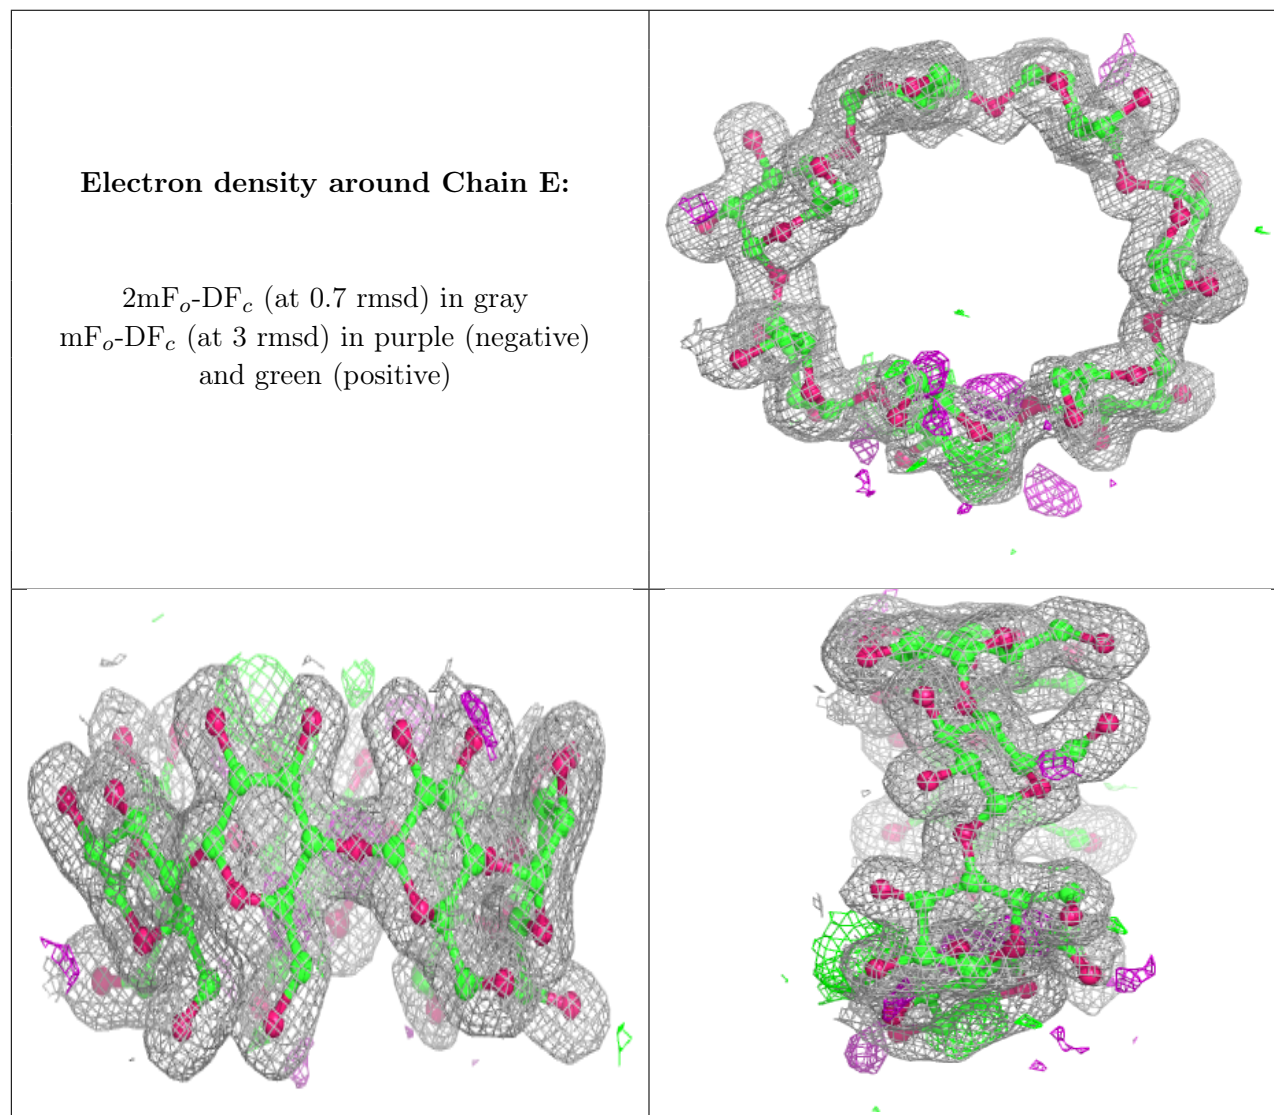 Electron density around Chain E:
2mFₒ-DF𝒸 (at 0.7 rmsd) in gray
mFₒ-DF𝒸 (at 3 rmsd) in purple (negative)
and green (positive)